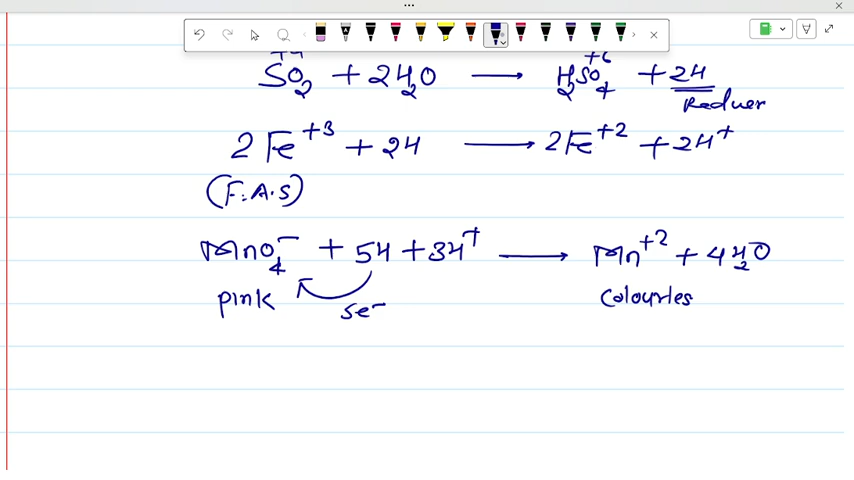 +4 +6
SO₂ + 2H₂O ⟶ H₂SO₄ + 2H
Reducer
2Fe⁺³ + 2H ⟶ 2Fe⁺² + 2H⁺
(F.A.S)
MnO₄⁻ + 5H + 3H⁺ ⟶ Mn⁺² + 4H₂O
pink 5e⁻ Colourles